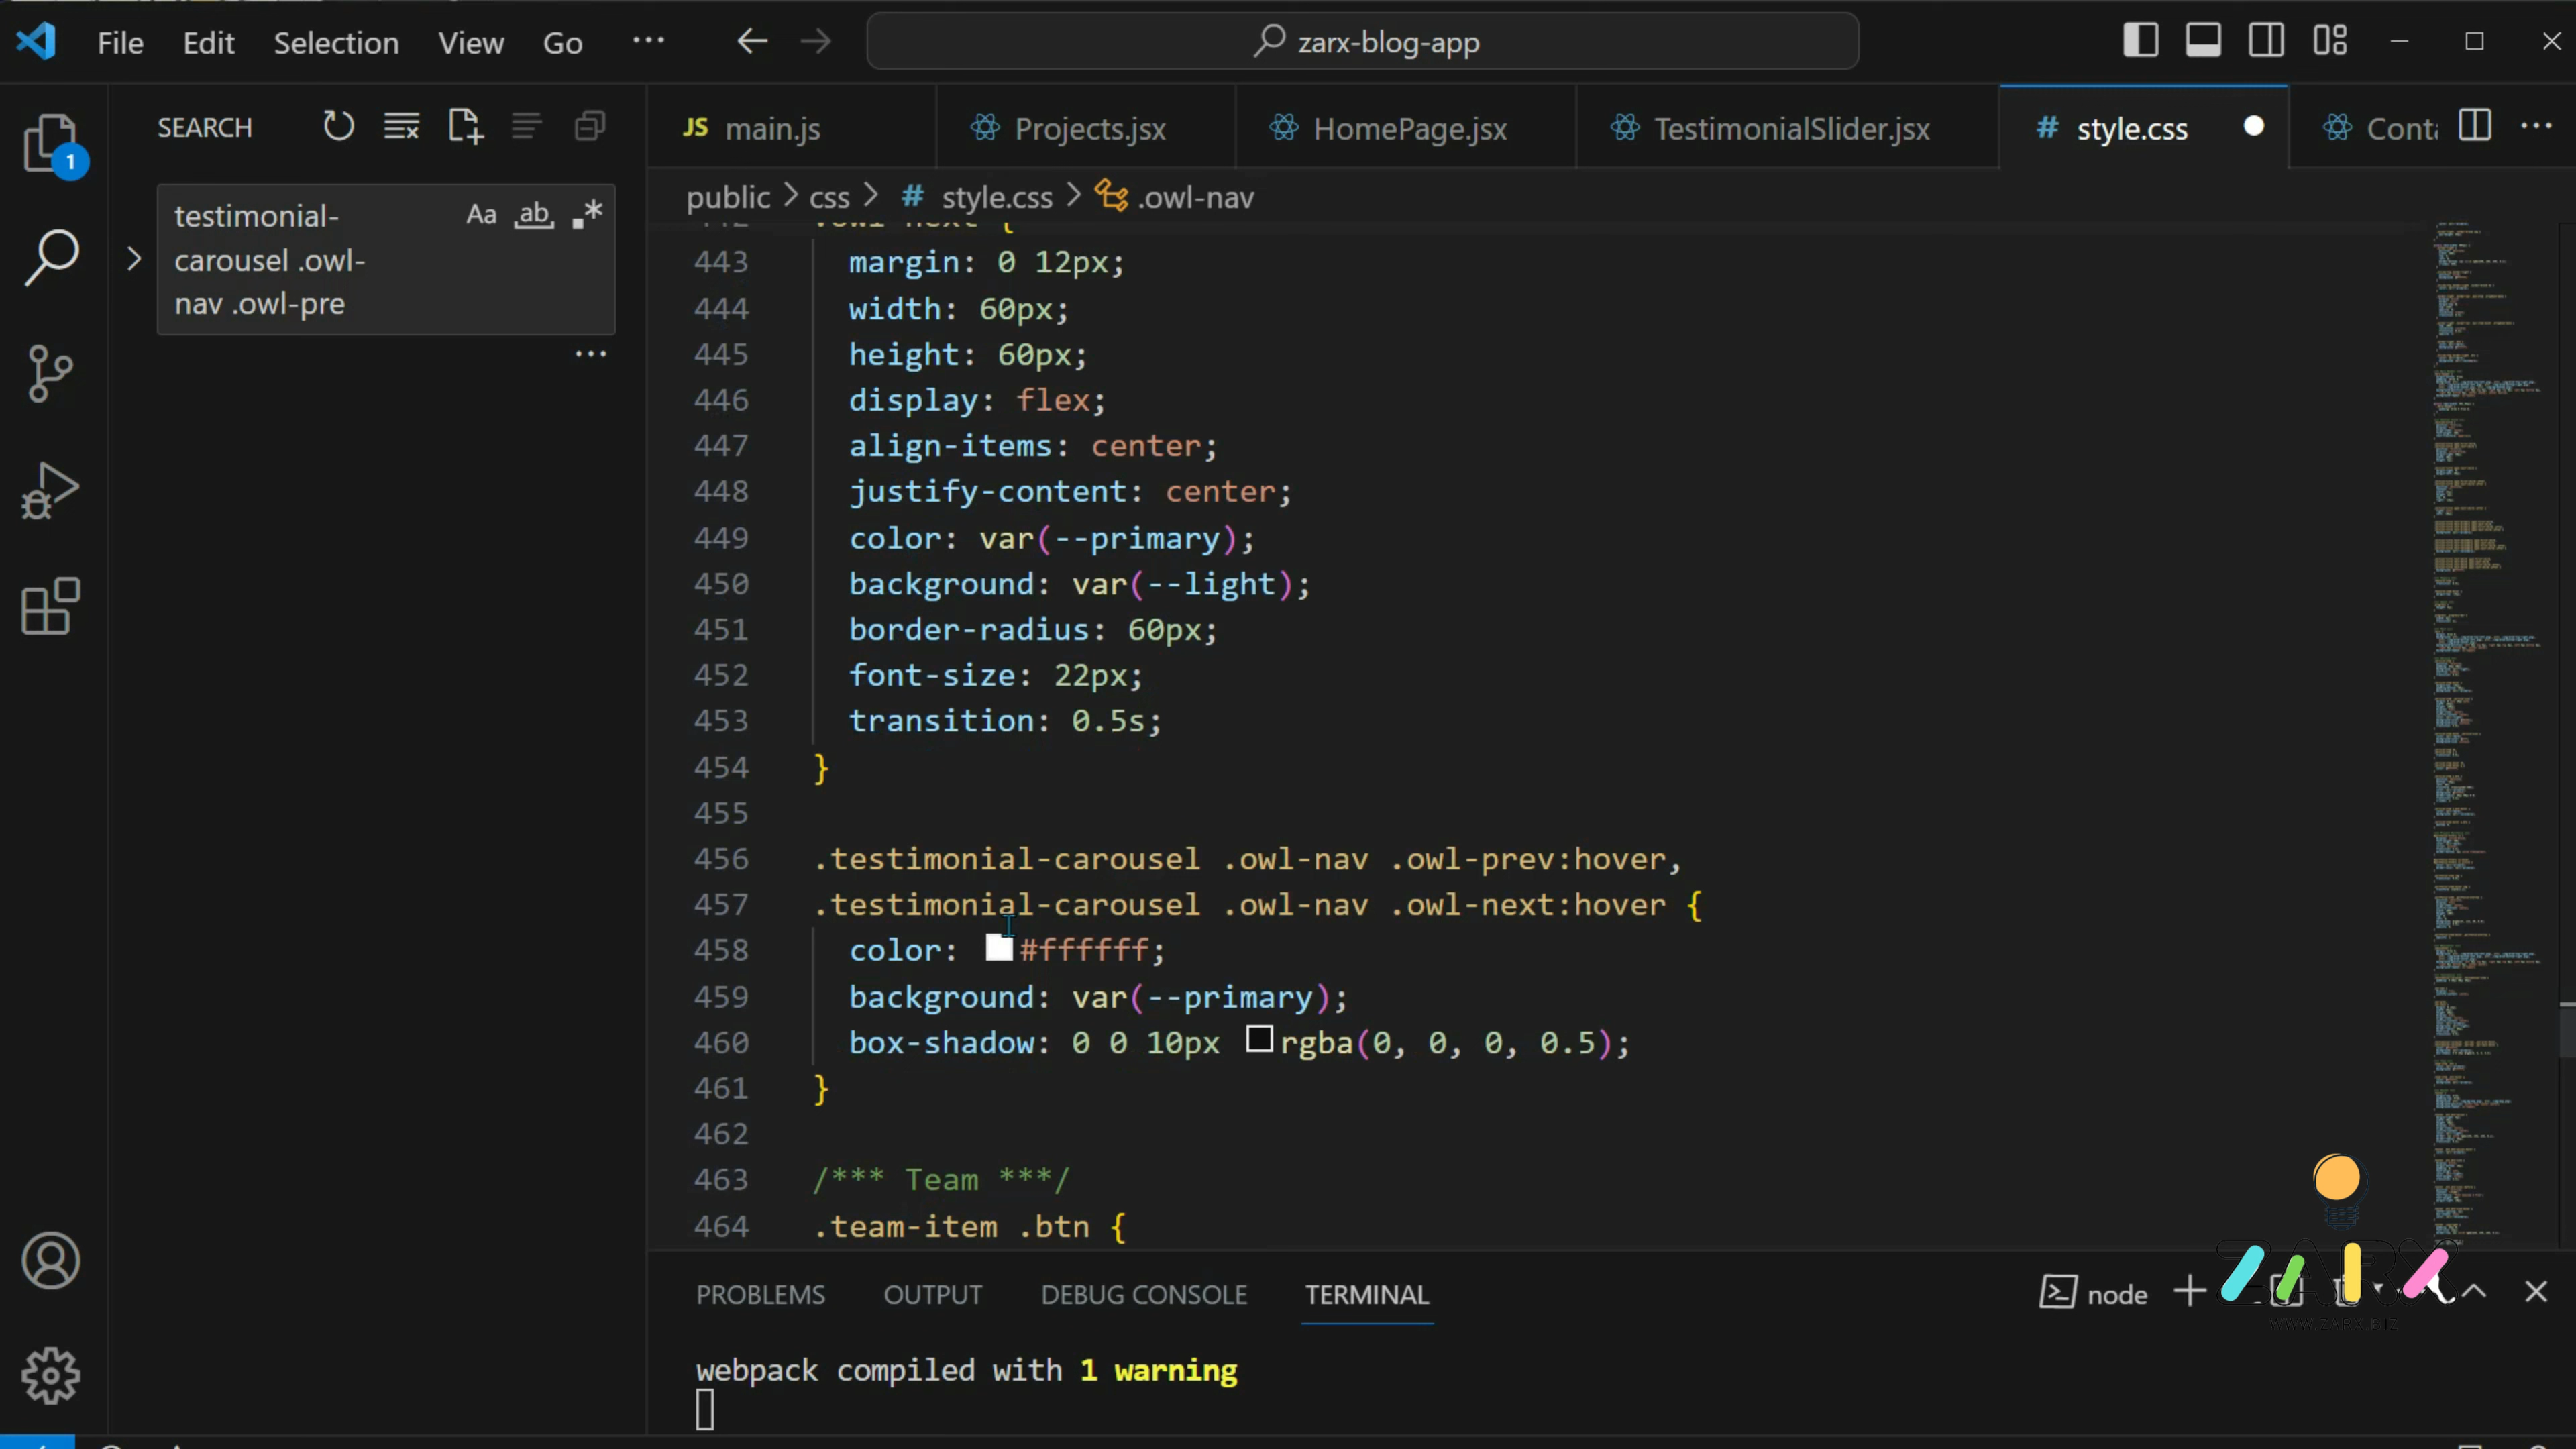 File Edit Selection View Go ··· zarx-blog-app
SEARCH
1
testimonial-
carousel .owl-
nav .owl-pre
Aa ab *
JS main.js
Projects.jsx
HomePage.jsx
TestimonialSlider.jsx
# style.css
Cont
public > css > # style.css > .owl-nav
443 margin: 0 12px;
444 width: 60px;
445 height: 60px;
446 display: flex;
447 align-items: center;
448 justify-content: center;
449 color: var(--primary);
450 background: var(--light);
451 border-radius: 60px;
452 font-size: 22px;
453 transition: 0.5s;
454 }
455
456 .testimonial-carousel .owl-nav .owl-prev:hover,
457 .testimonial-carousel .owl-nav .owl-next:hover {
458 color: #ffffff;
459 background: var(--primary);
460 box-shadow: 0 0 10px rgba(0, 0, 0, 0.5);
461 }
462
463 /*** Team ***/
464 .team-item .btn {
PROBLEMS OUTPUT DEBUG CONSOLE TERMINAL
node
webpack compiled with 1 warning
ZARX
WWW.ZARX.BIZ